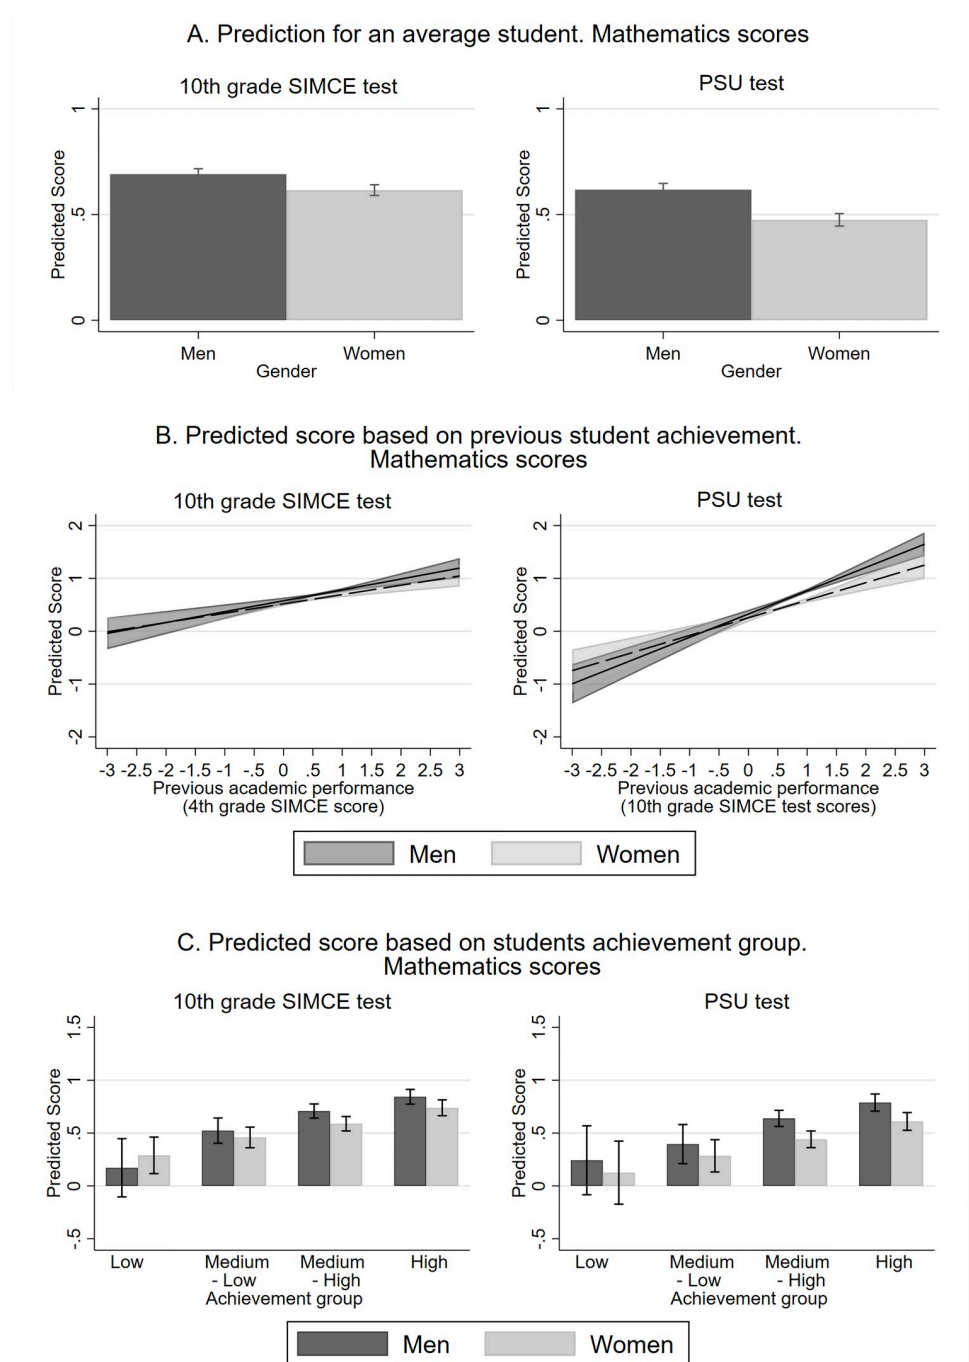 A. Prediction for an average student. Mathematics scores
10th grade SIMCE test
Predicted Score
1
.5
0
Men Women
Gender
PSU test
Predicted Score
1
.5
0
Men Women
Gender
B. Predicted score based on previous student achievement.
Mathematics scores
10th grade SIMCE test
Predicted Score
2
1
0
-1
-2
-3 -2.5 -2 -1.5 -1 -.5 0 .5 1 1.5 2 2.5 3
Previous academic performance
(4th grade SIMCE score)
PSU test
Predicted Score
2
1
0
-1
-2
-3 -2.5 -2 -1.5 -1 -.5 0 .5 1 1.5 2 2.5 3
Previous academic performance
(10th grade SIMCE test scores)
Men Women
C. Predicted score based on students achievement group.
Mathematics scores
10th grade SIMCE test
Predicted Score
1.5
1
.5
0
-.5
Low Medium Medium High
- Low - High
Achievement group
PSU test
Predicted Score
1.5
1
.5
0
-.5
Low Medium Medium High
- Low - High
Achievement group
Men Women